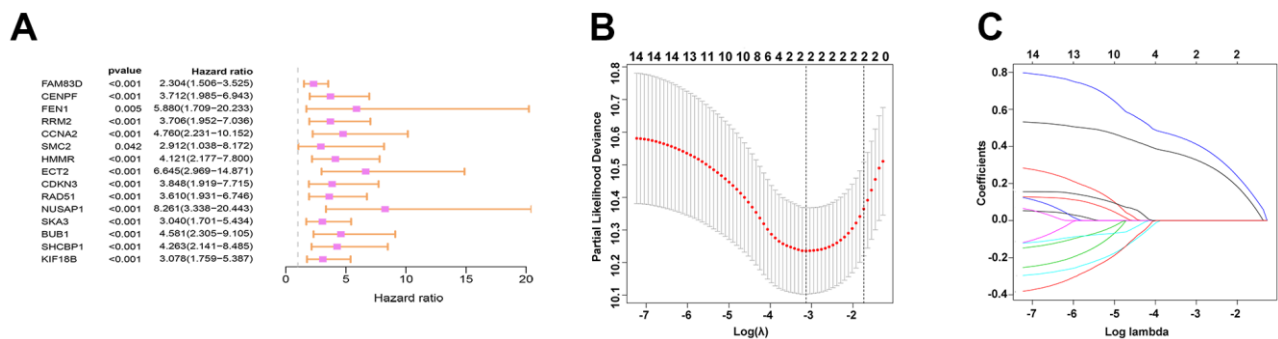 A
pvalue Hazard ratio
FAM83D <0.001 2.304(1.506−3.525)
CENPF <0.001 3.712(1.985−6.943)
FEN1 0.005 5.880(1.709−20.233)
RRM2 <0.001 3.706(1.952−7.036)
CCNA2 <0.001 4.760(2.231−10.152)
SMC2 0.042 2.912(1.038−8.172)
HMMR <0.001 4.121(2.177−7.800)
ECT2 <0.001 6.645(2.969−14.871)
CDKN3 <0.001 3.848(1.919−7.715)
RAD51 <0.001 3.610(1.931−6.746)
NUSAP1 <0.001 8.261(3.338−20.443)
SKA3 <0.001 3.040(1.701−5.434)
BUB1 <0.001 4.581(2.305−9.105)
SHCBP1 <0.001 4.263(2.141−8.485)
KIF18B <0.001 3.078(1.759−5.387)
0 5 10 15 20
Hazard ratio
B
14 14 14 13 11 10 10 8 6 4 2 2 2 2 2 2 2 0
10.8
10.7
10.6
10.5
10.4
10.3
10.2
10.1
Partial Likelihood Deviance
-7 -6 -5 -4 -3 -2
Log(λ)
C
14 13 10 4 2 2
0.8
0.6
0.4
0.2
0.0
-0.2
-0.4
Coefficients
-7 -6 -5 -4 -3 -2
Log lambda